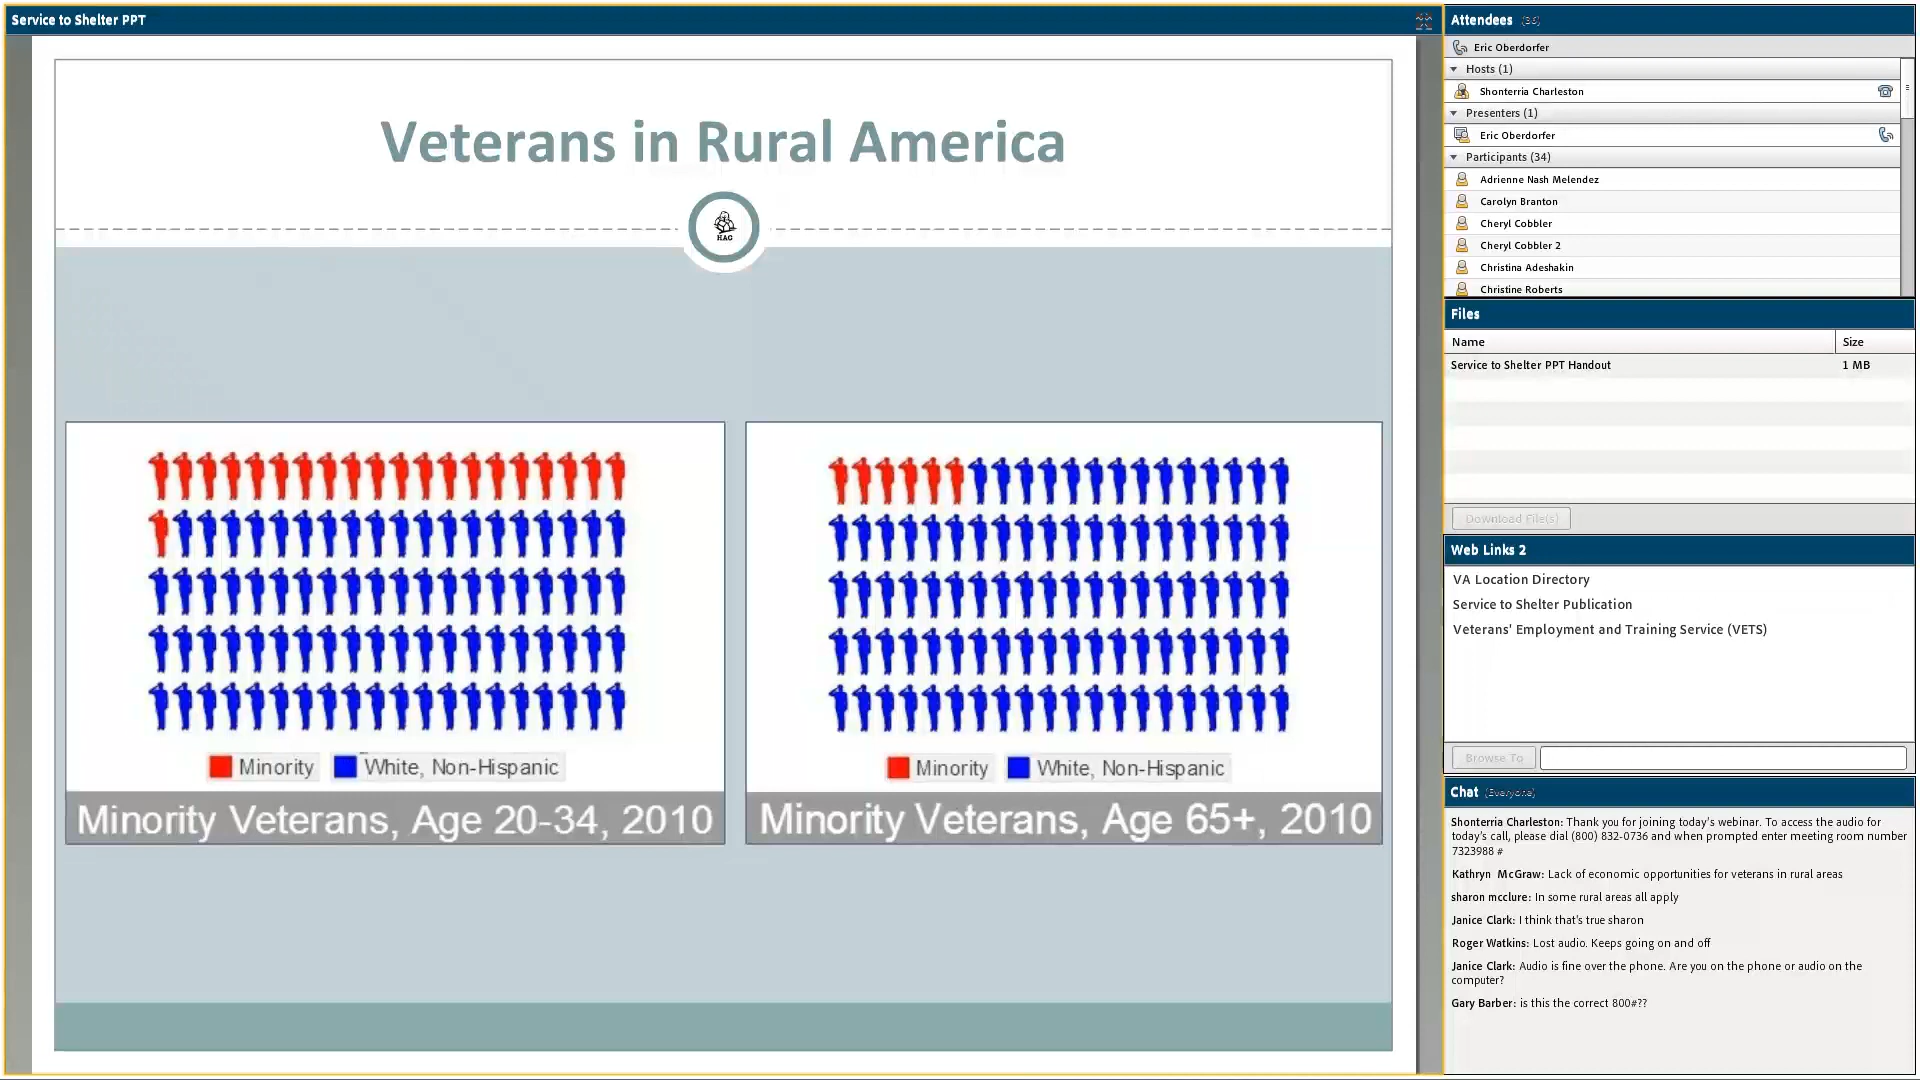 Service to Shelter PPT
Veterans in Rural America
HAC
Minority
White, Non-Hispanic
Minority Veterans, Age 20-34, 2010
Minority
White, Non-Hispanic
Minority Veterans, Age 65+, 2010
Attendees (36)
Eric Oberdorfer
Hosts (1)
Shonterria Charleston
Presenters (1)
Eric Oberdorfer
Participants (34)
Adrienne Nash Melendez
Carolyn Branton
Cheryl Cobbler
Cheryl Cobbler 2
Christina Adeshakin
Christine Roberts
Files
Name Size
Service to Shelter PPT Handout 1 MB
Download File(s)
Web Links 2
VA Location Directory
Service to Shelter Publication
Veterans' Employment and Training Service (VETS)
Browse To
Chat (Everyone)
Shonterria Charleston: Thank you for joining today's webinar. To access the audio for
today's call, please dial (800) 832-0736 and when prompted enter meeting room number
7323988 #
Kathryn McGraw: Lack of economic opportunities for veterans in rural areas
sharon mcclure: In some rural areas all apply
Janice Clark: I think that's true sharon
Roger Watkins: Lost audio. Keeps going on and off
Janice Clark: Audio is fine over the phone. Are you on the phone or audio on the
computer?
Gary Barber: is this the correct 800#??